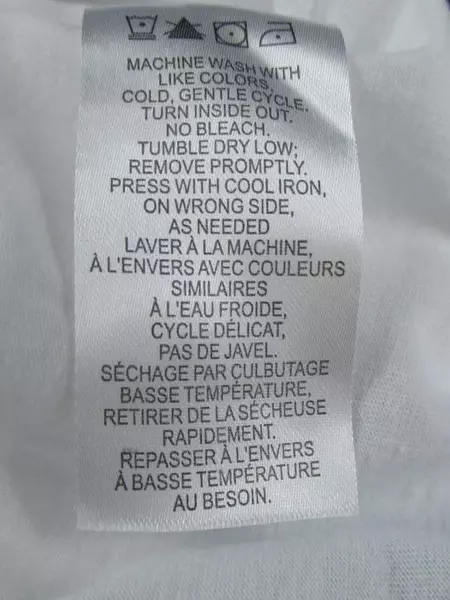 MACHINE WASH WITH
LIKE COLORS,
COLD, GENTLE CYCLE.
TURN INSIDE OUT.
NO BLEACH.
TUMBLE DRY LOW;
REMOVE PROMPTLY.
PRESS WITH COOL IRON,
ON WRONG SIDE,
AS NEEDED
LAVER À LA MACHINE,
À L'ENVERS AVEC COULEURS
SIMILAIRES
À L'EAU FROIDE,
CYCLE DÉLICAT,
PAS DE JAVEL.
SÉCHAGE PAR CULBUTAGE
BASSE TEMPÉRATURE,
RETIRER DE LA SÉCHEUSE
RAPIDEMENT.
REPASSER À L'ENVERS
À BASSE TEMPÉRATURE
AU BESOIN.